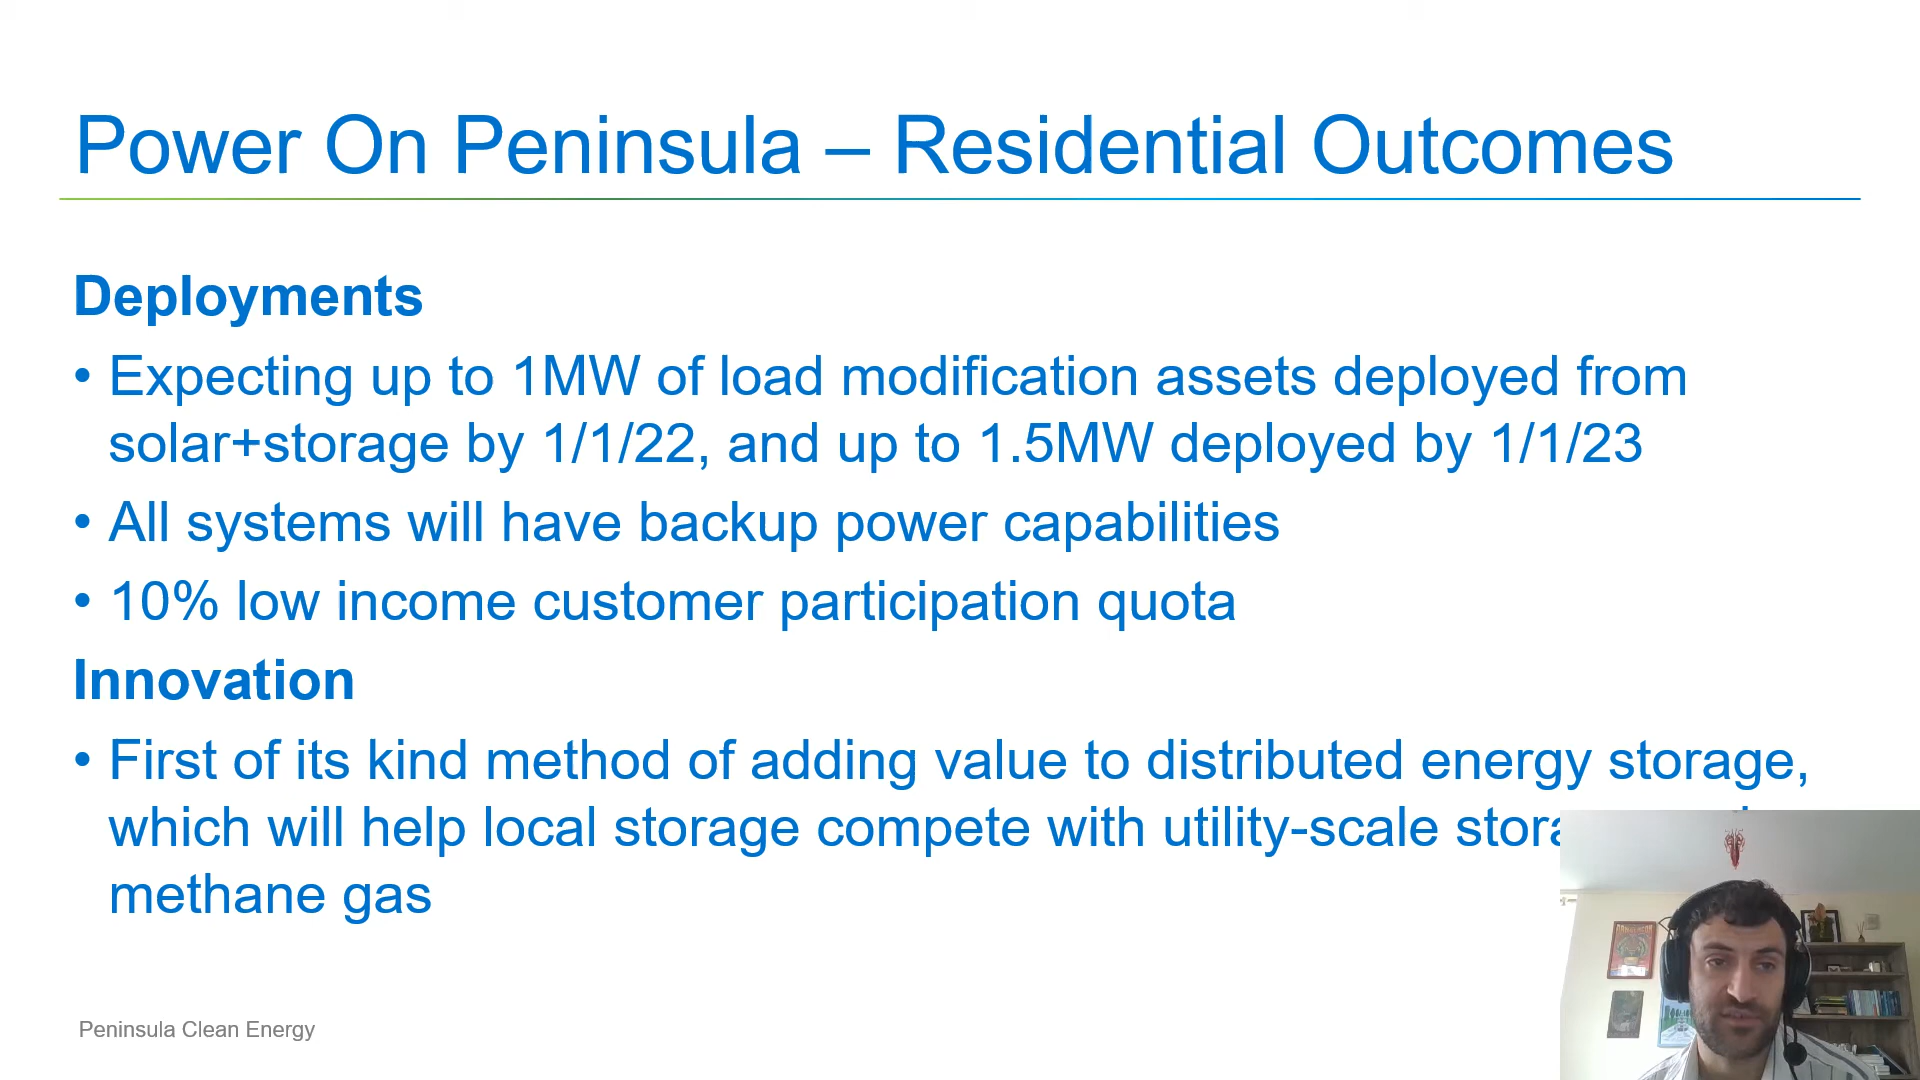 Power On Peninsula – Residential Outcomes
Deployments
• Expecting up to 1MW of load modification assets deployed from
solar+storage by 1/1/22, and up to 1.5MW deployed by 1/1/23
• All systems will have backup power capabilities
• 10% low income customer participation quota
Innovation
• First of its kind method of adding value to distributed energy storage,
which will help local storage compete with utility-scale
methane gas
Peninsula Clean Energy